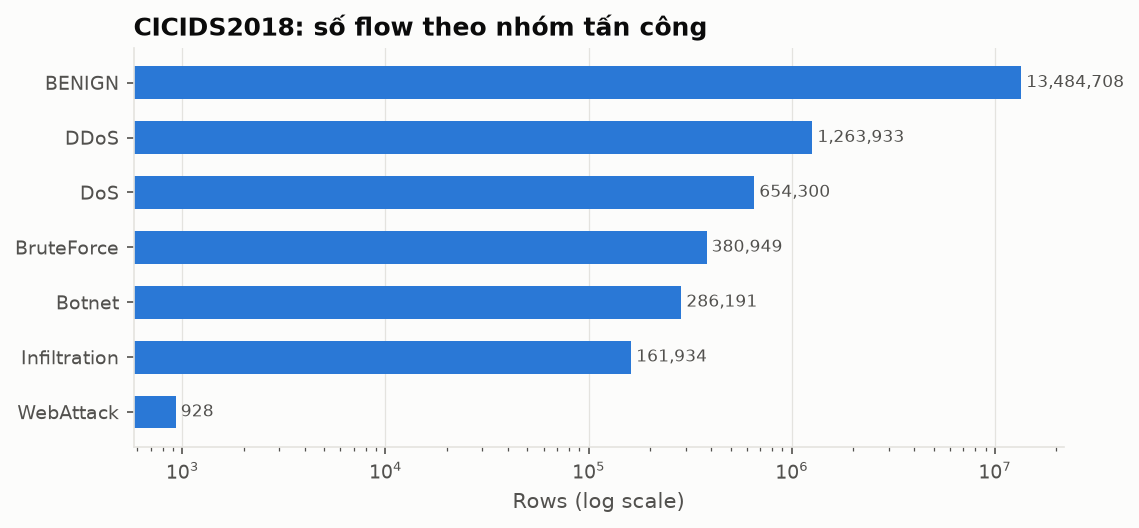 CICIDS2018: số flow theo nhóm tấn công
BENIGN 13,484,708
DDoS 1,263,933
DoS 654,300
BruteForce 380,949
Botnet 286,191
Infiltration 161,934
WebAttack 928
10³ 10⁴ 10⁵ 10⁶ 10⁷
Rows (log scale)